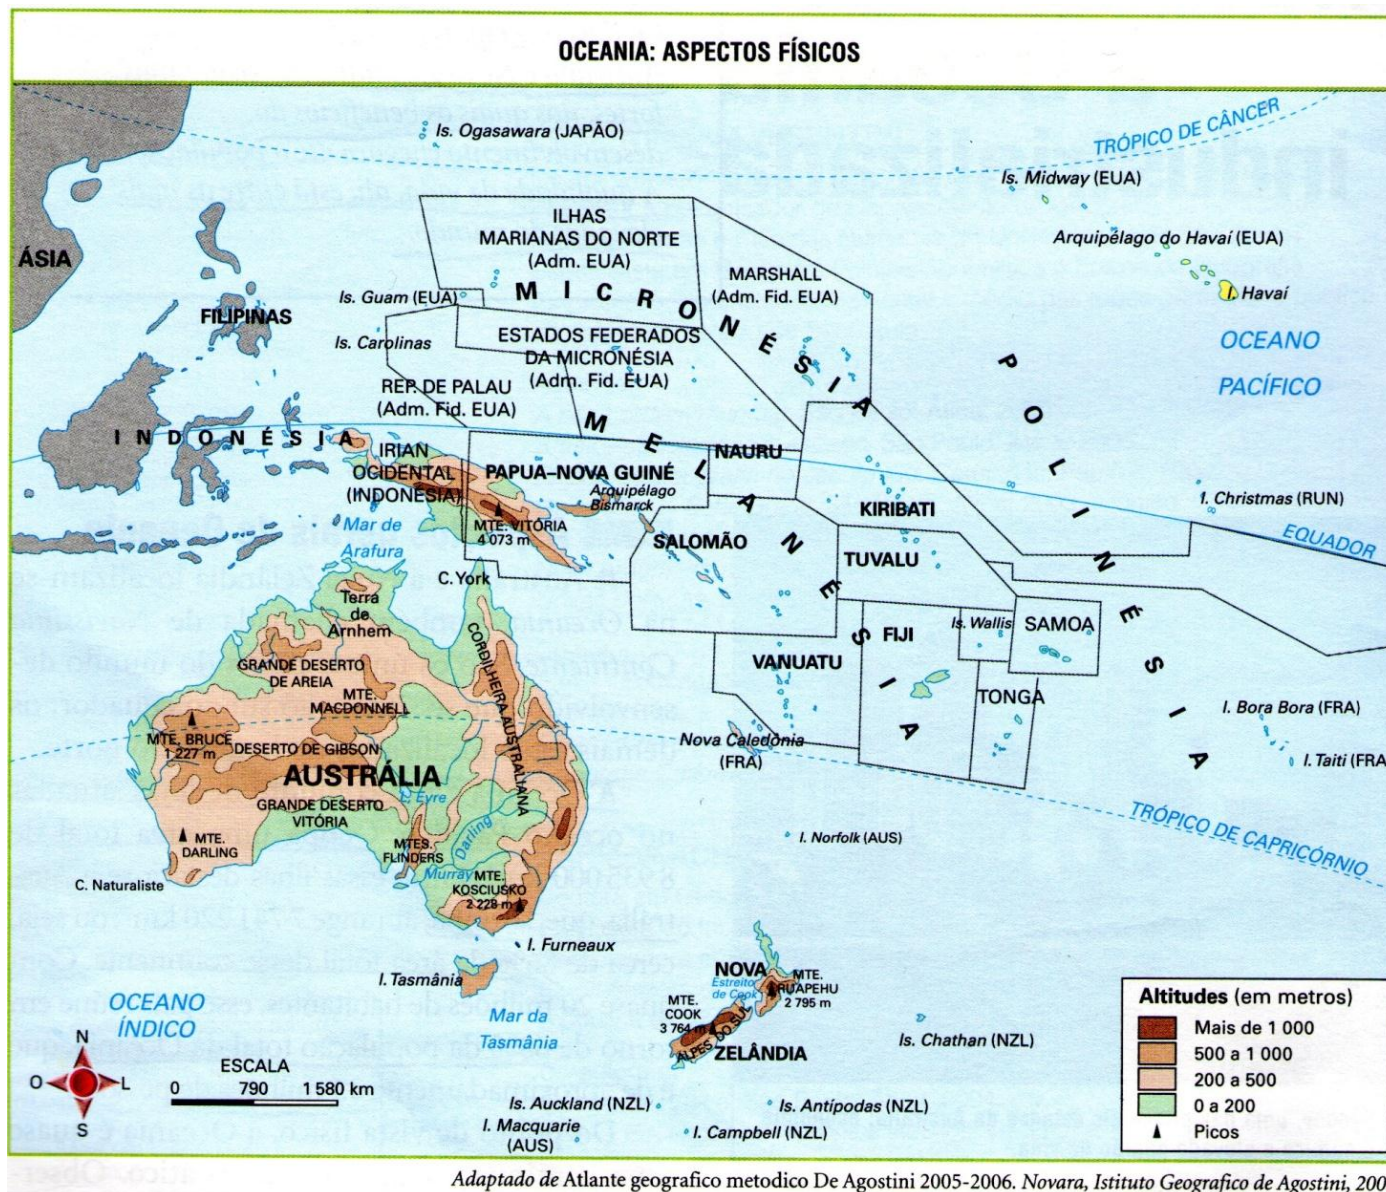 OCEANIA: ASPECTOS FÍSICOS
TRÓPICO DE CÂNCER
Is. Ogasawara (JAPÃO)
Is. Midway (EUA)
ILHAS
MARIANAS DO NORTE
(Adm. EUA)
Arquipélago do Havaí (EUA)
ÁSIA
MARSHALL
(Adm. Fid. EUA)
I. Havaí
Is. Guam (EUA)
MICRONÉSIA
FILIPINAS
ESTADOS FEDERADOS
DA MICRONÉSIA
(Adm. Fid. EUA)
Is. Carolinas
OCEANO
PACÍFICO
POLINÉSIA
REP. DE PALAU
(Adm. Fid. EUA)
MELANÉSIA
INDONÉSIA
IRIAN
OCIDENTAL
(INDONÉSIA)
NAURU
PAPUA–NOVA GUINÉ
Arquipélago
Bismarck
I. Christmas (RUN)
KIRIBATI
Mar de
Arafura
MTE. VITÓRIA
4 073 m
SALOMÃO
EQUADOR
TUVALU
C. York
Terra
de
Arnhem
Is. Wallis
SAMOA
FIJI
CORDILHEIRA AUSTRALIANA
GRANDE DESERTO
DE AREIA
VANUATU
MTE.
MACDONNELL
TONGA
I. Bora Bora (FRA)
MTE. BRUCE
1 227 m
DESERTO DE GIBSON
Nova Caledônia
(FRA)
I. Taiti (FRA
AUSTRÁLIA
L. Eyre
GRANDE DESERTO
VITÓRIA
TRÓPICO DE CAPRICÓRNIO
Darling
MTE.
DARLING
MTES.
FLINDERS
I. Norfolk (AUS)
Murray
C. Naturaliste
MTE.
KOSCIUSKO
2 228 m
I. Furneaux
I. Tasmânia
NOVA
ZELÂNDIA
Estreito
de Cook
MTE.
RUAPEHU
2 795 m
MTE.
COOK
3 764 m
ALPES DO SUL
OCEANO
ÍNDICO
Mar da
Tasmânia
Is. Chathan (NZL)
Altitudes (em metros)
Mais de 1 000
500 a 1 000
200 a 500
0 a 200
Picos
N
O
L
S
ESCALA
0 790 1 580 km
Is. Auckland (NZL)
Is. Antípodas (NZL)
I. Macquarie
(AUS)
I. Campbell (NZL)
Adaptado de Atlante geografico metodico De Agostini 2005-2006. Novara, Istituto Geografico de Agostini, 200